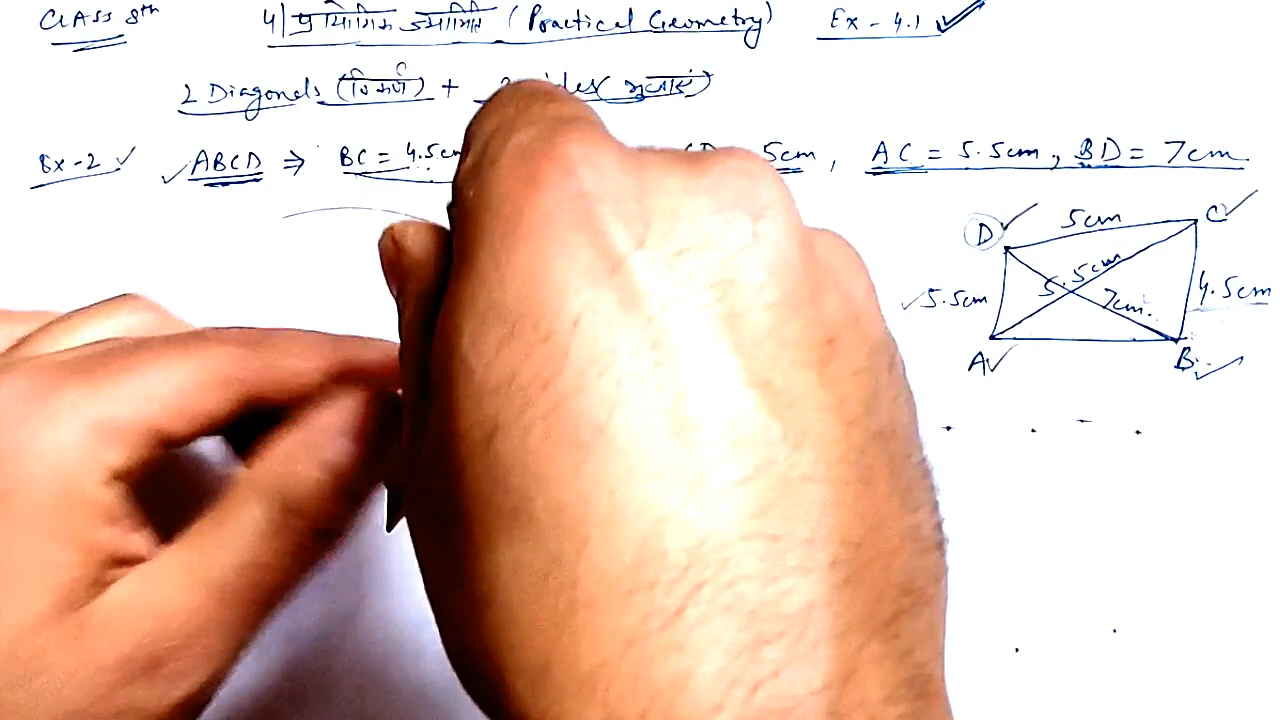 CLASS 8th 4) प्रायोगिक ज्यामिति (Practical Geometry) Ex - 4.1
2 Diagonals (विकर्ण) +
Ex-2 ABCD ⇒ BC = 4.5cm 5cm, AC = 5.5cm, BD = 7cm
D 5cm C
5.5cm 5.5cm 7cm 4.5cm
A B